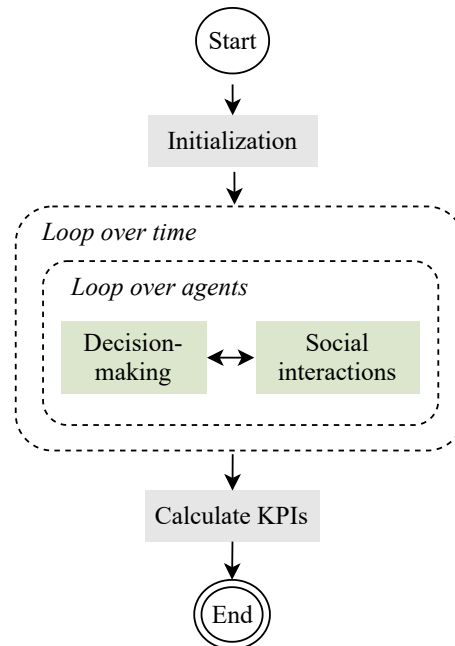 Start
Initialization
Loop over time
Loop over agents
Decision-
making
Social
interactions
Calculate KPIs
End